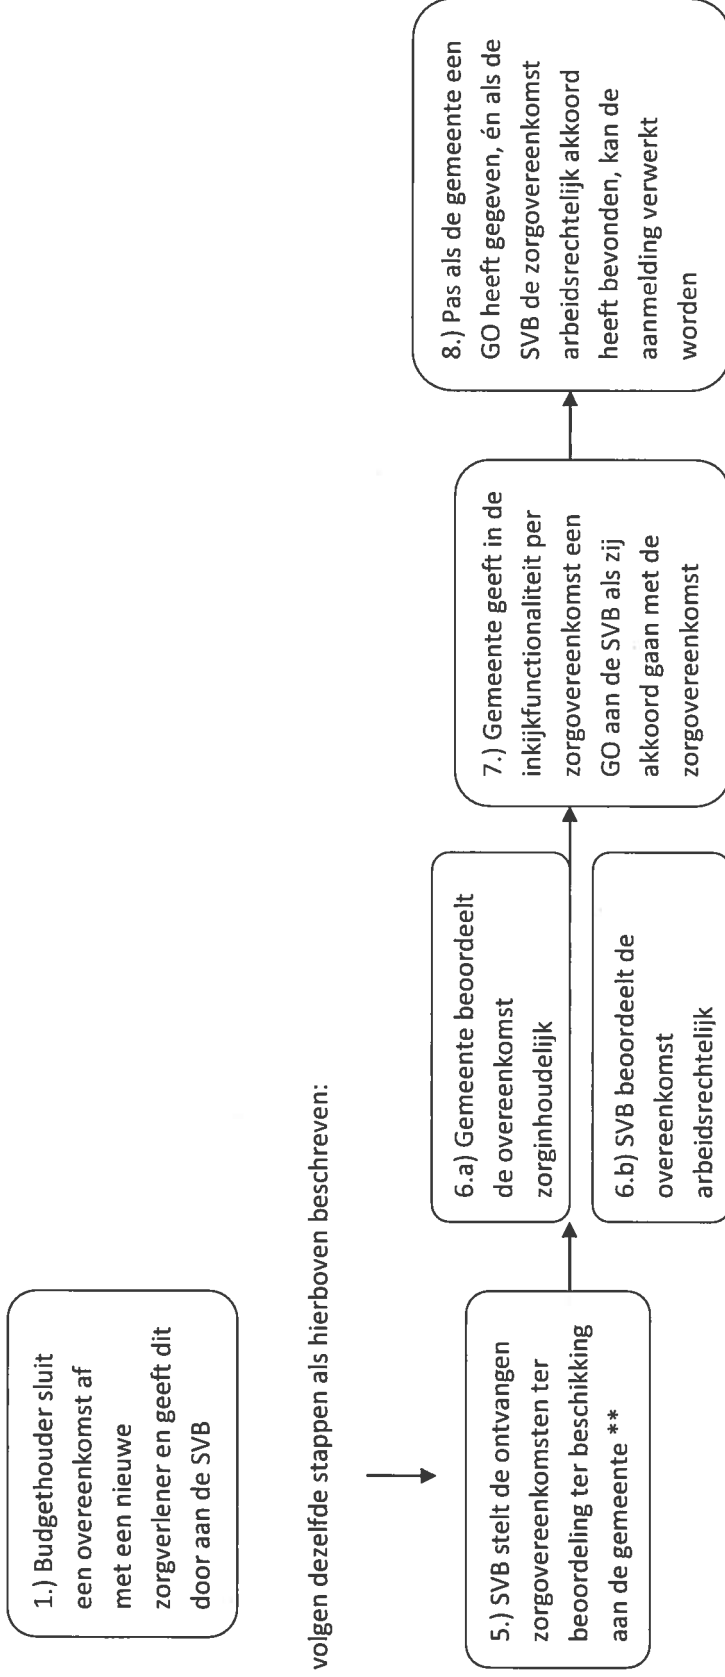 1.) Budgethouder sluit
een overeenkomst af
met een nieuwe
zorgverlener en geeft dit
door aan de SVB
volgen dezelfde stappen als hierboven beschreven:
5.) SVB stelt de ontvangen
zorgovereenkomsten ter
beoordeling ter beschikking
aan de gemeente **
6.a) Gemeente beoordeelt
de overeenkomst
zorginhoudelijk
6.b) SVB beoordeelt de
overeenkomst
arbeidsrechtelijk
7.) Gemeente geeft in de
inkijkfunctionaliteit per
zorgovereenkomst een
GO aan de SVB als zij
akkoord gaan met de
zorgovereenkomst
8.) Pas als de gemeente een
GO heeft gegeven, én als de
SVB de zorgovereenkomst
arbeidsrechtelijk akkoord
heeft bevonden, kan de
aanmelding verwerkt
worden